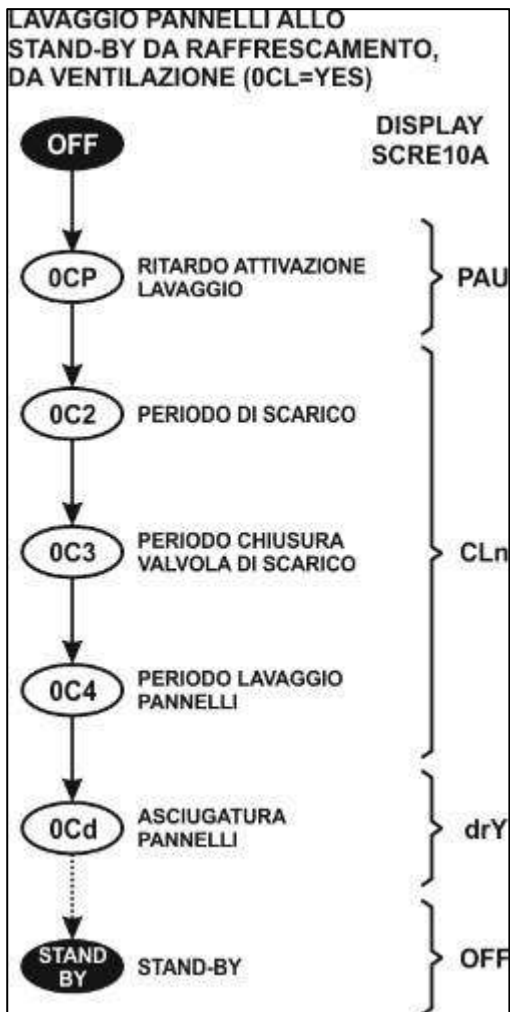 LAVAGGIO PANNELLI ALLO
STAND-BY DA RAFFRESCAMENTO,
DA VENTILAZIONE (0CL=YES)
DISPLAY
SCRE10A
OFF
0CP
RITARDO ATTIVAZIONE
LAVAGGIO
PAU
0C2
PERIODO DI SCARICO
0C3
PERIODO CHIUSURA
VALVOLA DI SCARICO
CLn
0C4
PERIODO LAVAGGIO
PANNELLI
0Cd
ASCIUGATURA
PANNELLI
drY
STAND
BY
STAND-BY
OFF